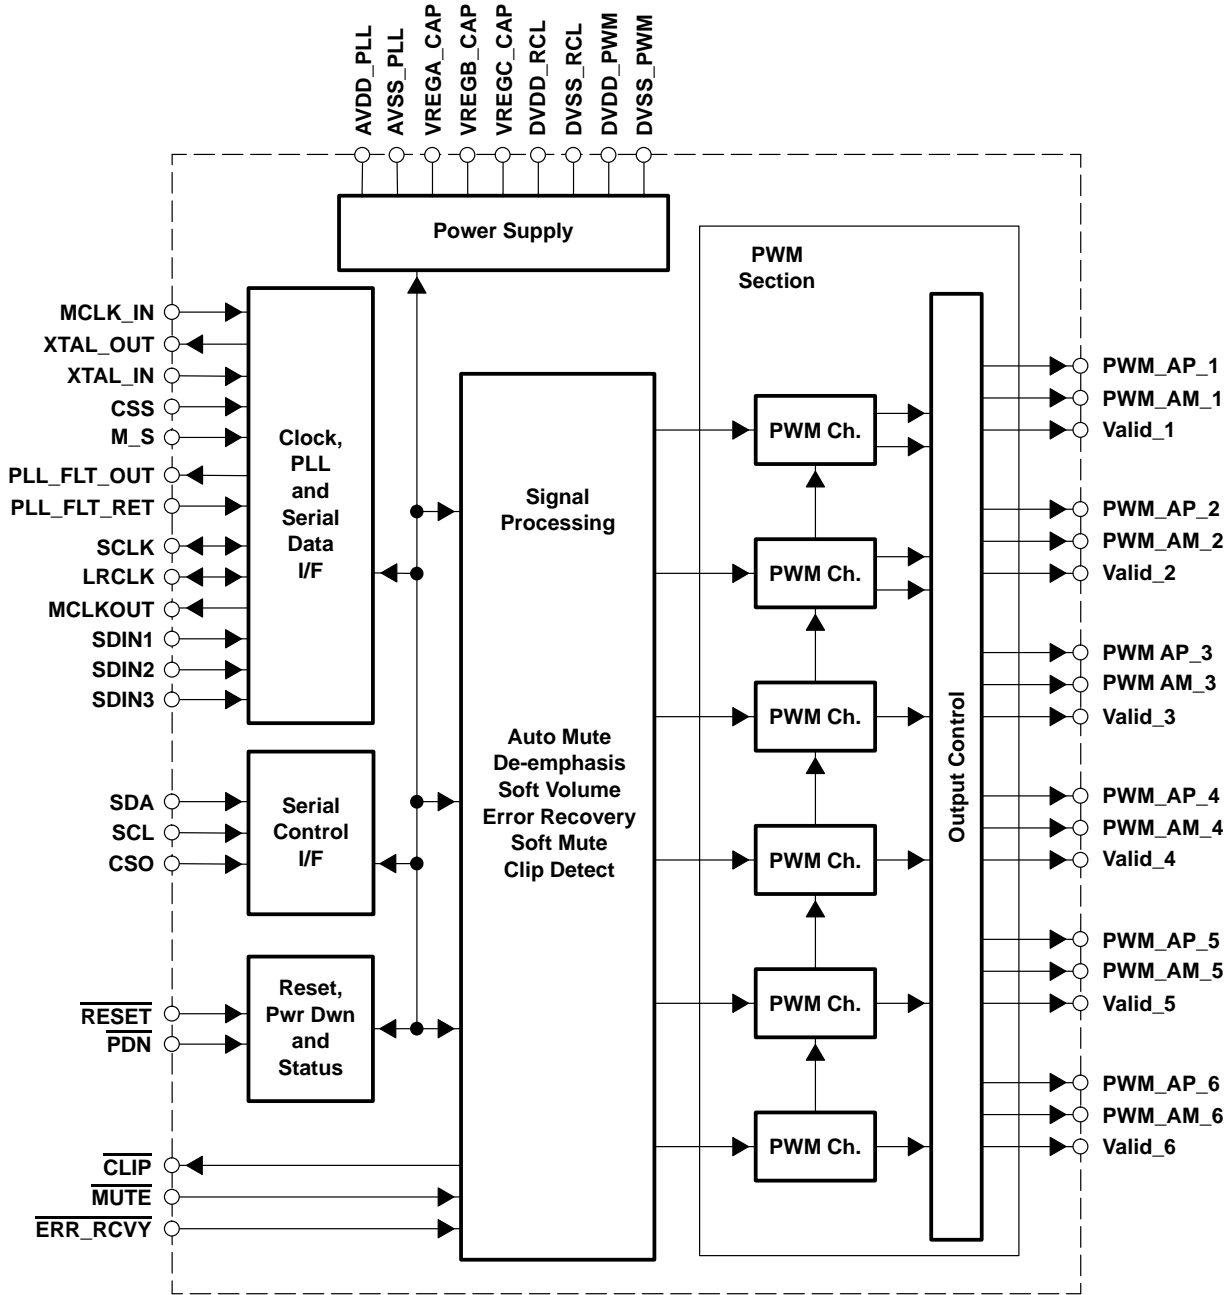 AVDD_PLL
AVSS_PLL
VREGA_CAP
VREGB_CAP
VREGC_CAP
DVDD_RCL
DVSS_RCL
DVDD_PWM
DVSS_PWM
Power Supply
PWM
Section
MCLK_IN
XTAL_OUT
XTAL_IN
CSS
M_S
PLL_FLT_OUT
PLL_FLT_RET
SCLK
LRCLK
MCLKOUT
SDIN1
SDIN2
SDIN3
Clock,
PLL
and
Serial
Data
I/F
SDA
SCL
CSO
Serial
Control
I/F
RESET
PDN
Reset,
Pwr Dwn
and
Status
CLIP
MUTE
ERR_RCVY
Signal
Processing
Auto Mute
De-emphasis
Soft Volume
Error Recovery
Soft Mute
Clip Detect
PWM Ch.
PWM Ch.
PWM Ch.
PWM Ch.
PWM Ch.
PWM Ch.
Output Control
PWM_AP_1
PWM_AM_1
Valid_1
PWM_AP_2
PWM_AM_2
Valid_2
PWM AP_3
PWM AM_3
Valid_3
PWM_AP_4
PWM_AM_4
Valid_4
PWM_AP_5
PWM_AM_5
Valid_5
PWM_AP_6
PWM_AM_6
Valid_6